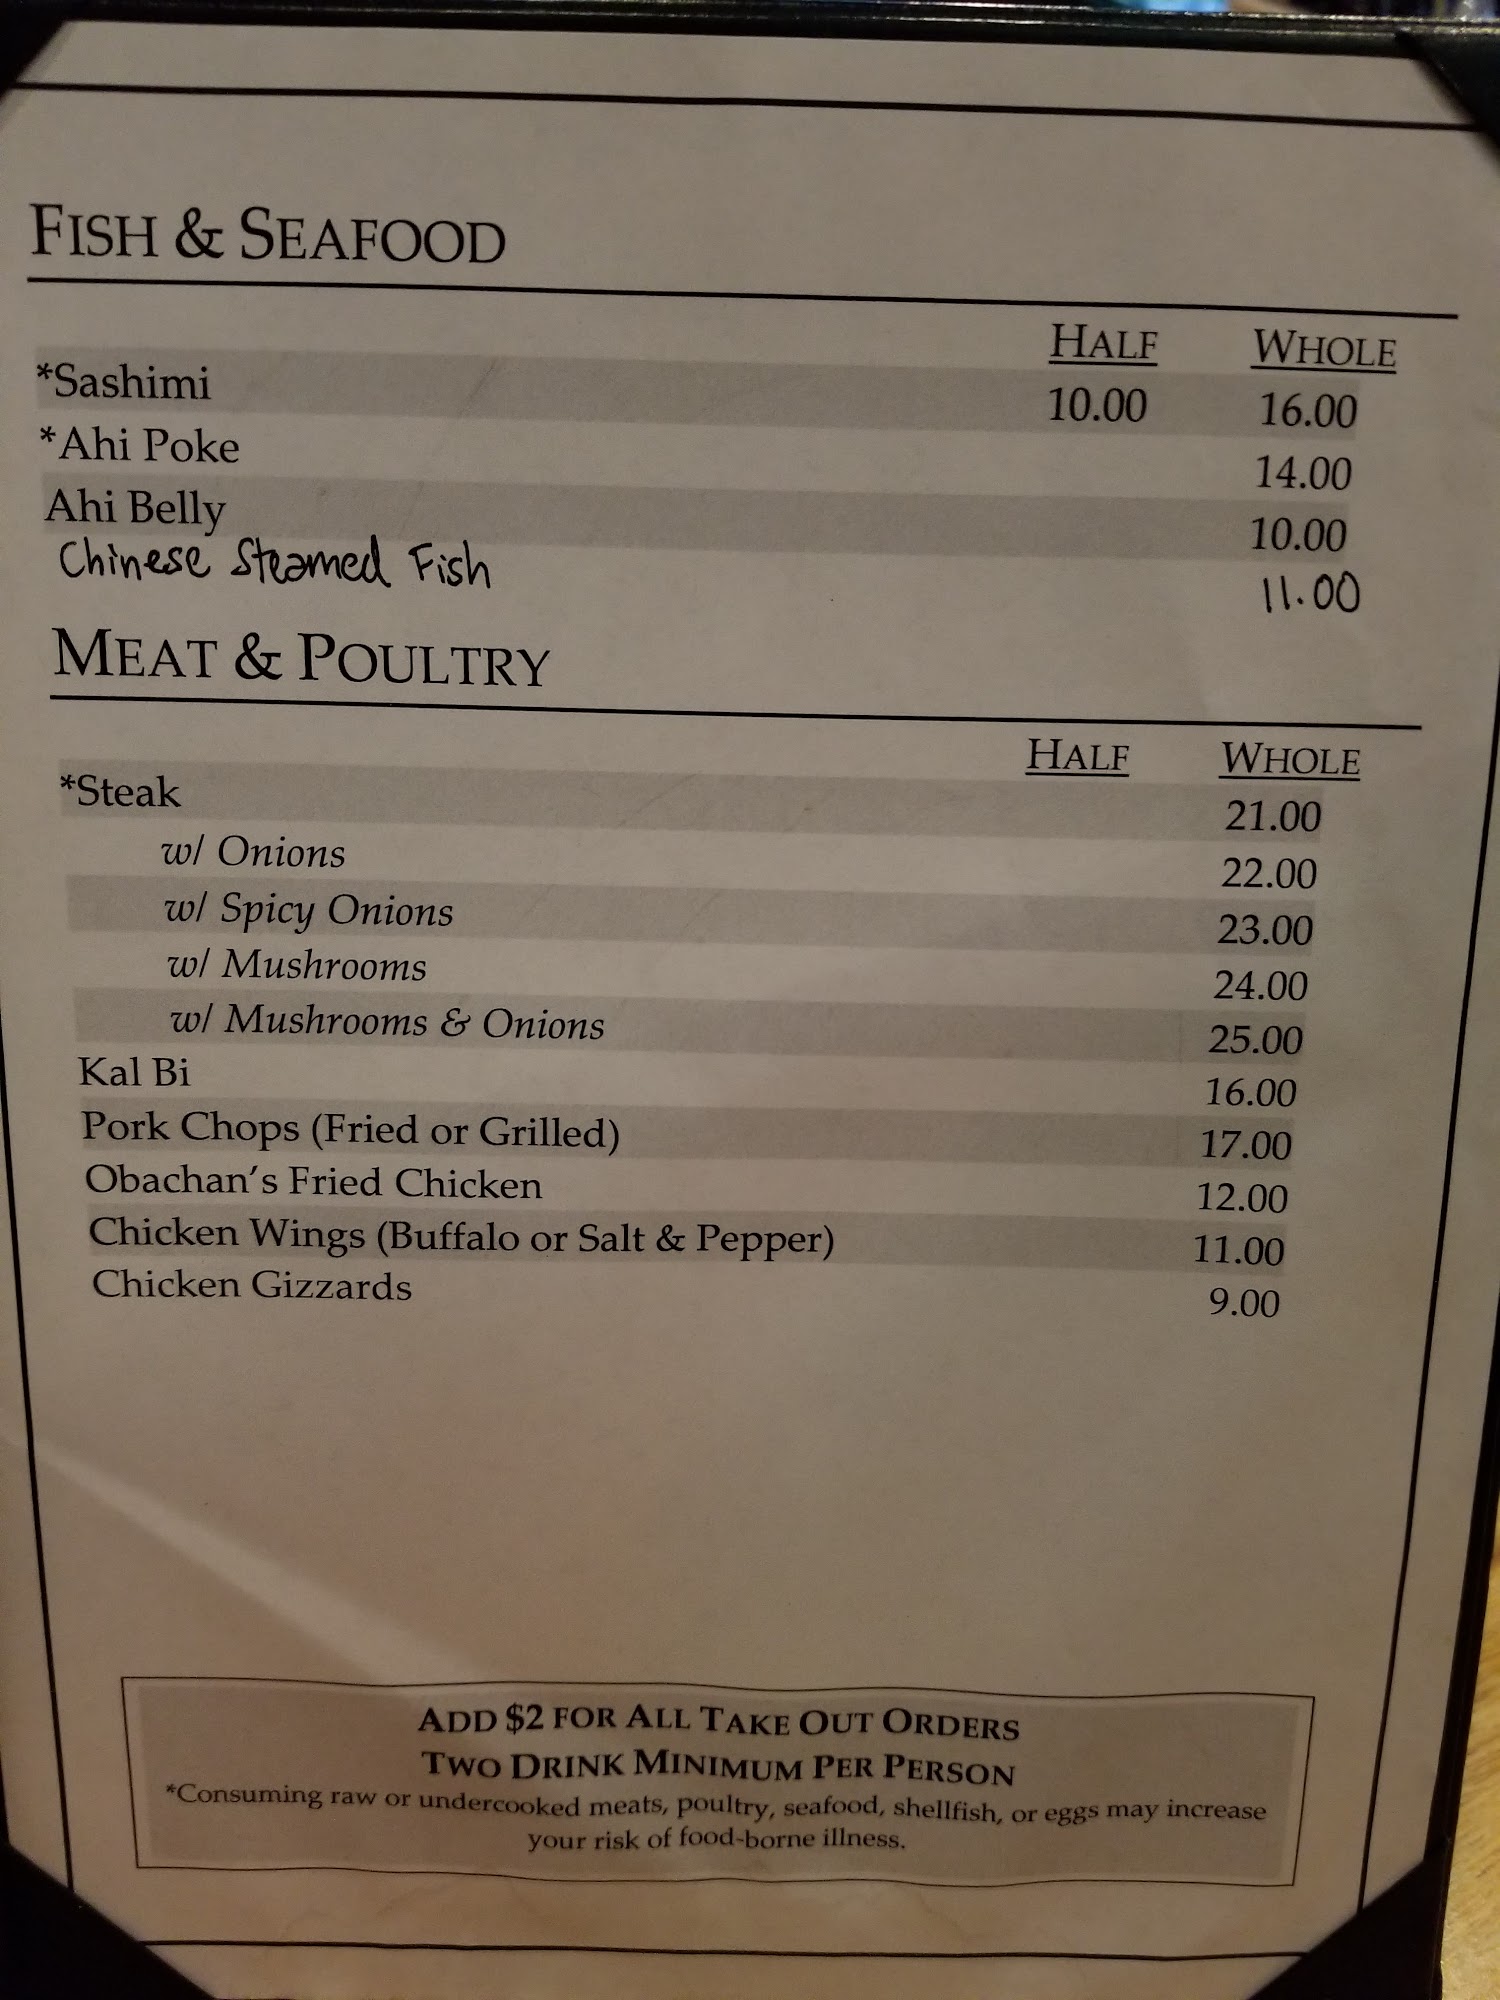 FISH & SEAFOOD
HALF WHOLE
*Sashimi 10.00 16.00
*Ahi Poke 14.00
Ahi Belly 10.00
Chinese Steamed Fish 11.00
MEAT & POULTRY
HALF WHOLE
*Steak 21.00
w/ Onions 22.00
w/ Spicy Onions 23.00
w/ Mushrooms 24.00
w/ Mushrooms & Onions 25.00
Kal Bi 16.00
Pork Chops (Fried or Grilled) 17.00
Obachan's Fried Chicken 12.00
Chicken Wings (Buffalo or Salt & Pepper) 11.00
Chicken Gizzards 9.00
ADD $2 FOR ALL TAKE OUT ORDERS
TWO DRINK MINIMUM PER PERSON
*Consuming raw or undercooked meats, poultry, seafood, shellfish, or eggs may increase
your risk of food-borne illness.